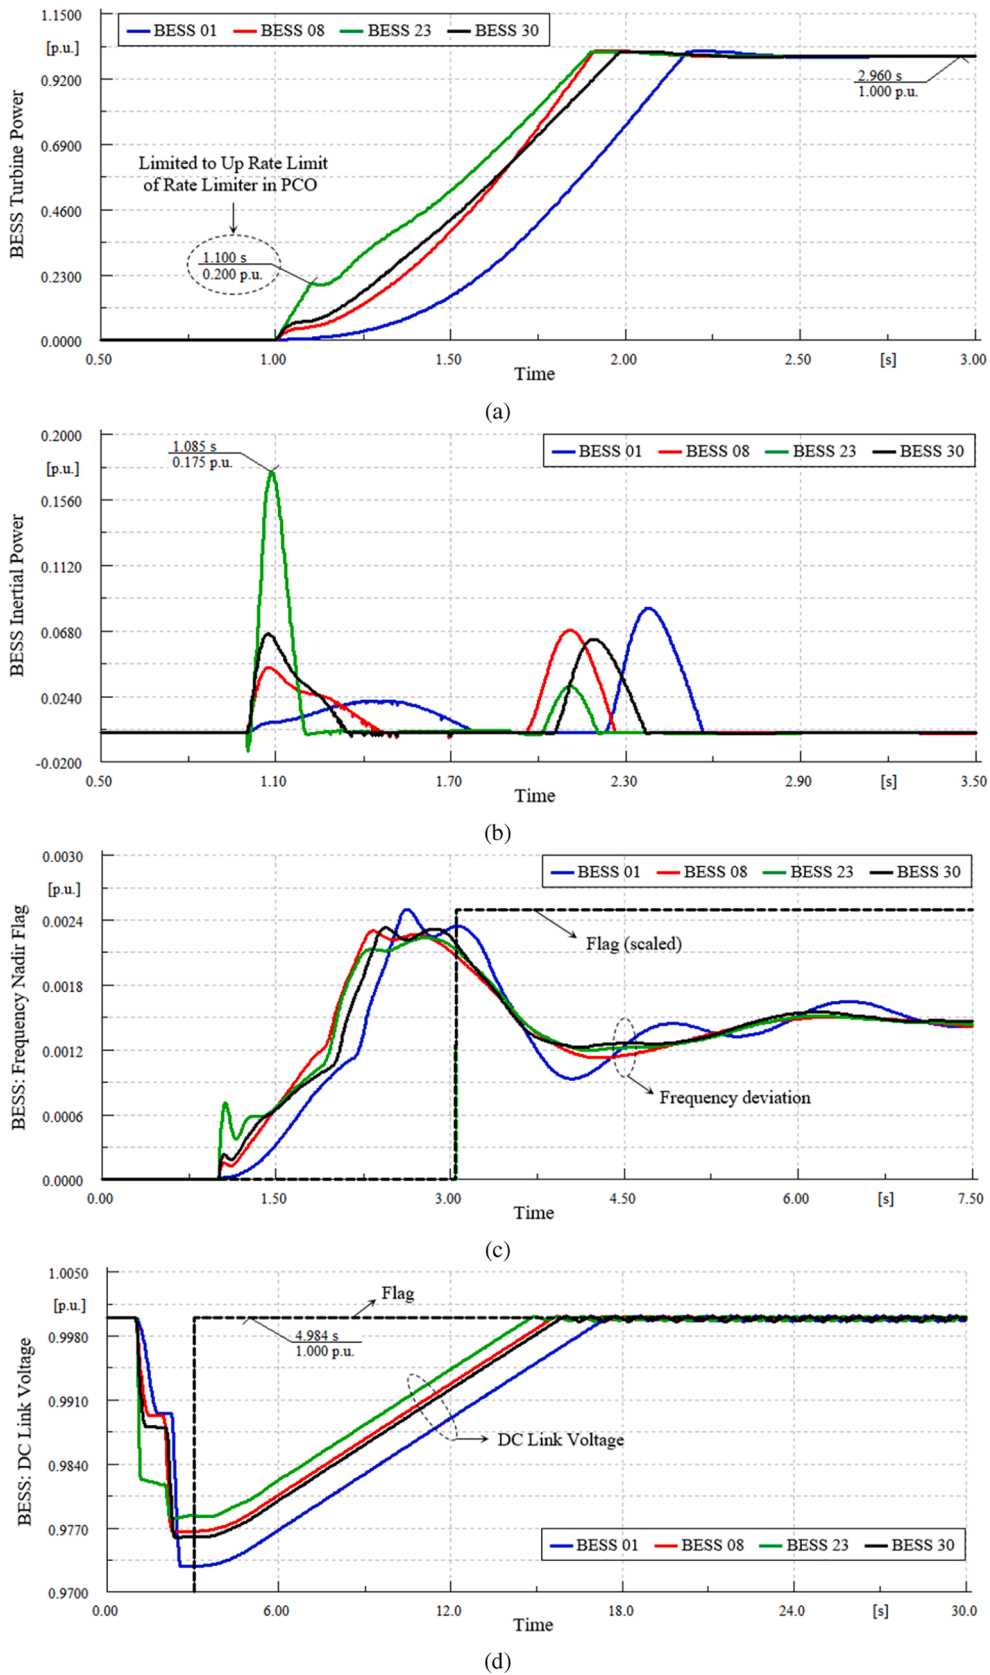 1.1500
[p.u.]
0.9200
0.6900
0.4600
0.2300
0.0000
BESS Turbine Power
BESS 01 BESS 08 BESS 23 BESS 30
2.960 s
1.000 p.u.
Limited to Up Rate Limit
of Rate Limiter in PCO
1.100 s
0.200 p.u.
0.50 1.00 1.50 2.00 2.50 [s] 3.00
Time
(a)
0.2000
[p.u.]
0.1560
0.1120
0.0680
0.0240
-0.0200
BESS Inertial Power
1.085 s
0.175 p.u.
BESS 01 BESS 08 BESS 23 BESS 30
0.50 1.10 1.70 2.30 2.90 [s] 3.50
Time
(b)
0.0030
[p.u.]
0.0024
0.0018
0.0012
0.0006
0.0000
BESS: Frequency Nadir Flag
BESS 01 BESS 08 BESS 23 BESS 30
Flag (scaled)
Frequency deviation
0.00 1.50 3.00 4.50 6.00 [s] 7.50
Time
(c)
1.0050
[p.u.]
0.9980
0.9910
0.9840
0.9770
0.9700
BESS: DC Link Voltage
Flag
4.984 s
1.000 p.u.
DC Link Voltage
BESS 01 BESS 08 BESS 23 BESS 30
0.00 6.00 12.0 18.0 24.0 [s] 30.0
Time
(d)